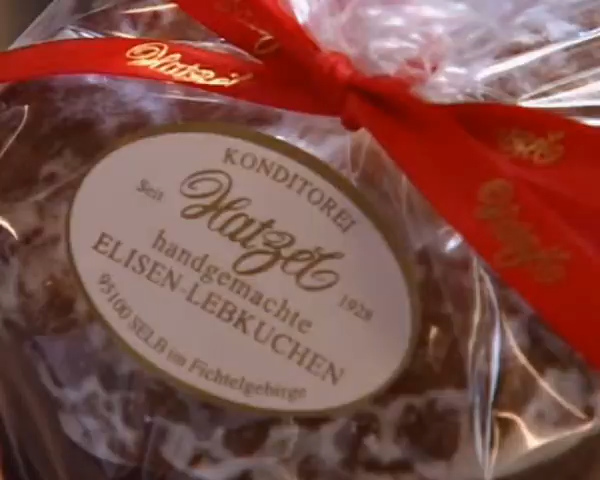 Hatzel
KONDITOREI
Seit Hatzel 1928
handgemachte
ELISEN-LEBKUCHEN
95100 SELB im Fichtelgebirge